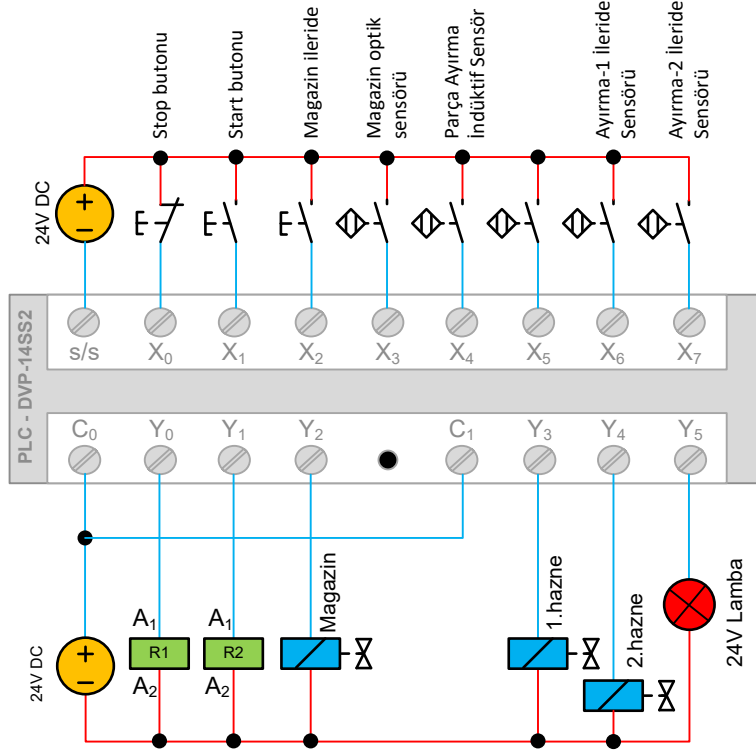 24V DC
Stop butonu
Start butonu
Magazin ileride
Magazin optik
sensörü
Parça Ayırma
İndüktif Sensör
Ayırma-1 İleride
Sensörü
Ayırma-2 İleride
Sensörü
+
−
PLC - DVP-14SS2
s/s
X0
X1
X2
X3
X4
X5
X6
X7
C0
Y0
Y1
Y2
C1
Y3
Y4
Y5
24V DC
+
−
A1
R1
A2
A1
R2
A2
Magazin
1.hazne
2.hazne
24V Lamba